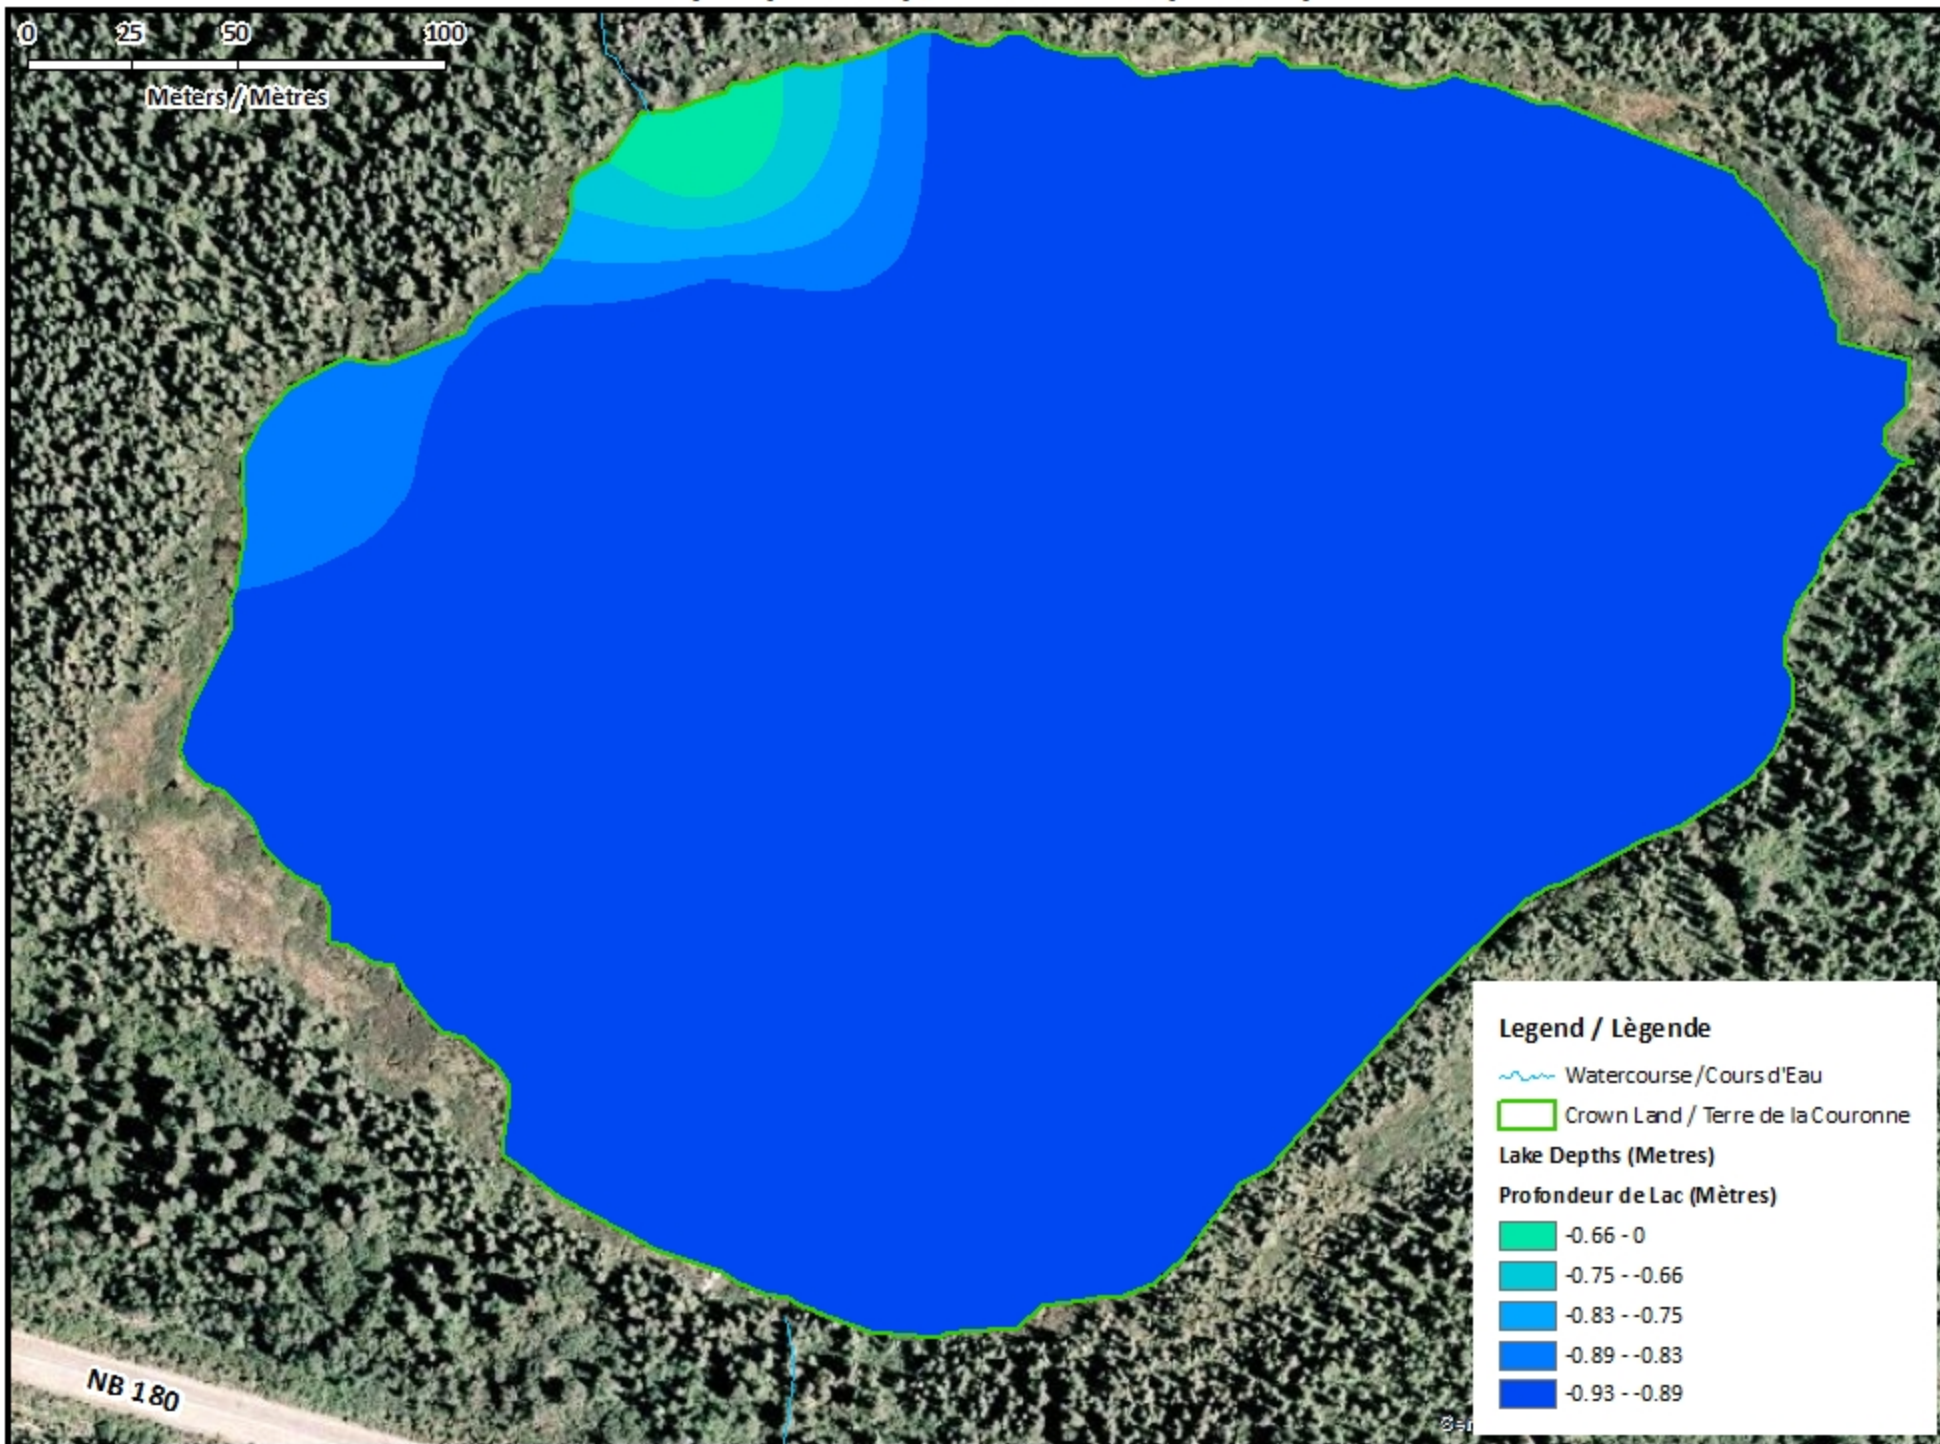 0 25 50 100
Meters / Mètres
Legend / Lègende
Watercourse/Cours d'Eau
Crown Land / Terre de la Couronne
Lake Depths (Metres)
Profondeur de Lac (Mètres)
-0.66 - 0
-0.75 - -0.66
-0.83 - -0.75
-0.89 - -0.83
-0.93 - -0.89
NB 180